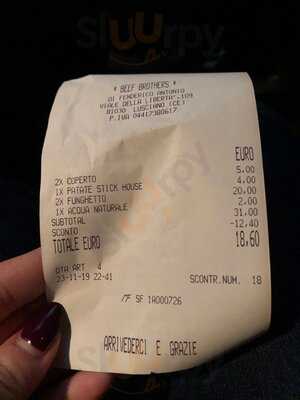 Sluurpy
* BEEF BROTHERS *
DI FENDERICO ANTONIO
VIALE DELLA LIBERTA',109
81030 LUSCIANO (CE)
P.IVA 04417380617
EURO
2X COPERTO 5,00
1X PATATE STICK HOUSE 4,00
2X FUNGHETTO 20,00
1X ACQUA NATURALE 2,00
SUBTOTAL 31,00
SCONTO -12,40
TOTALE EURO 18,60
QTA ART 4
23-11-19 22-41 SCONTR.NUM. 18
/F SF IA000726
ARRIVEDERCI E GRAZIE